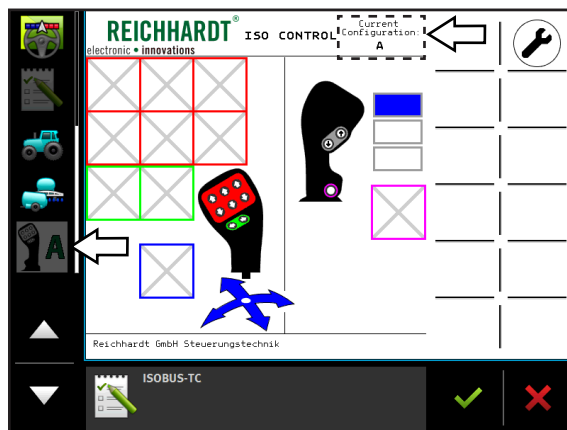 REICHHARDT®
electronic • innovations
ISO CONTROL
Current
Configuration:
A
A
Reichhardt GmbH Steuerungstechnik
ISOBUS-TC